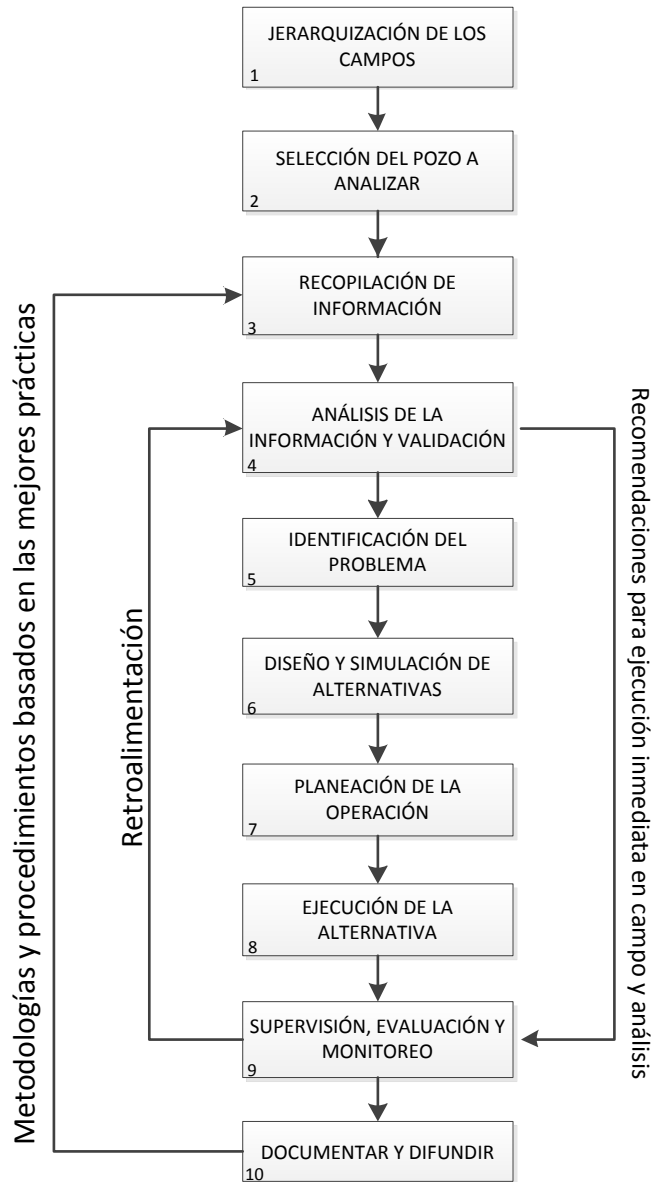 JERARQUIZACIÓN DE LOS
CAMPOS
1
SELECCIÓN DEL POZO A
ANALIZAR
2
RECOPILACIÓN DE
INFORMACIÓN
3
ANÁLISIS DE LA
INFORMACIÓN Y VALIDACIÓN
4
IDENTIFICACIÓN DEL
PROBLEMA
5
DISEÑO Y SIMULACIÓN DE
ALTERNATIVAS
6
PLANEACIÓN DE LA
OPERACIÓN
7
EJECUCIÓN DE LA
ALTERNATIVA
8
SUPERVISIÓN, EVALUACIÓN Y
MONITOREO
9
DOCUMENTAR Y DIFUNDIR
10
Metodologías y procedimientos basados en las mejores prácticas
Retroalimentación
Recomendaciones para ejecución inmediata en campo y análisis